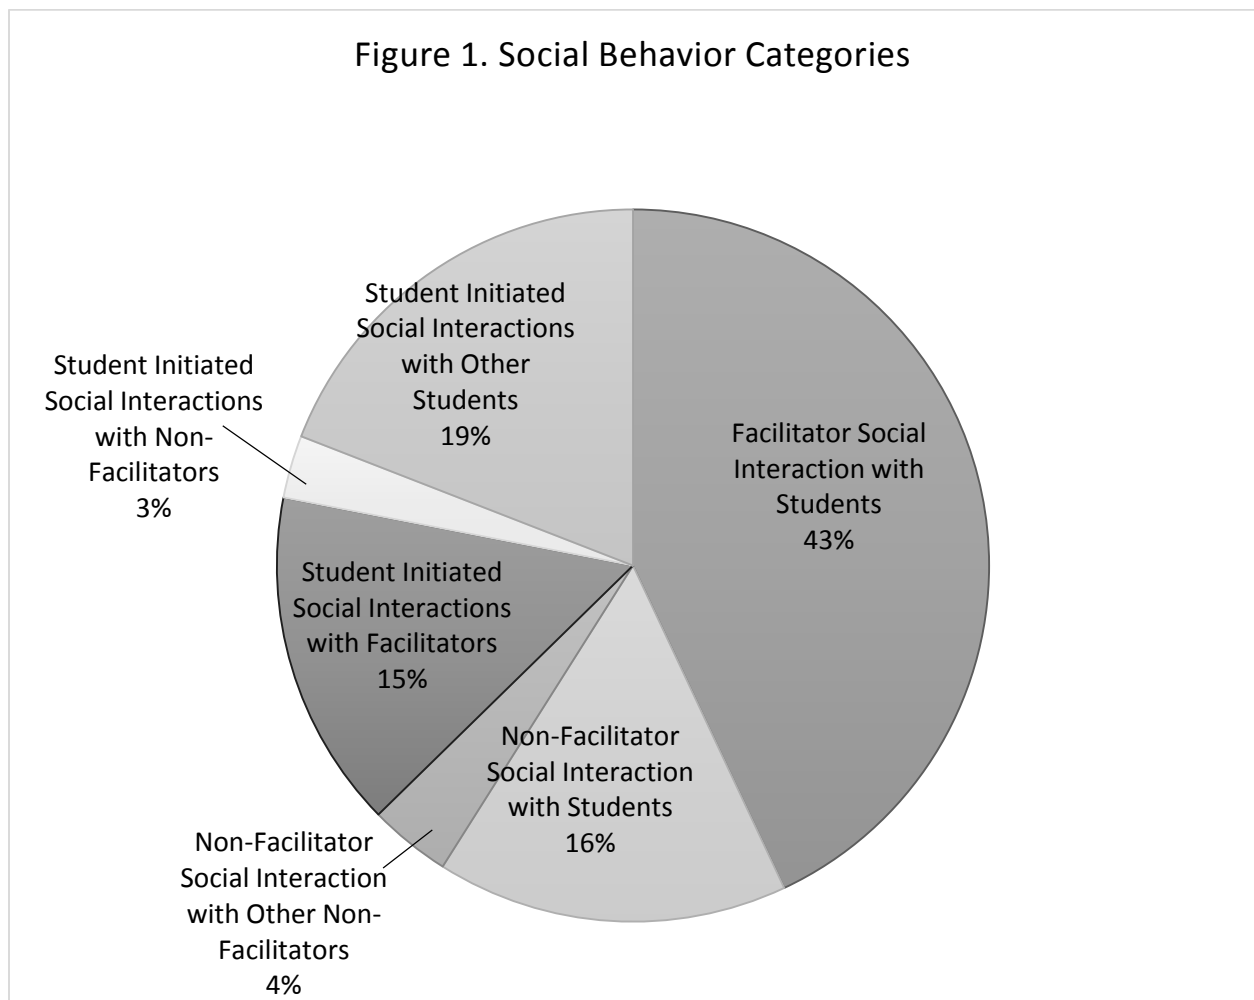 Figure 1. Social Behavior Categories
Student Initiated
Social Interactions
with Other
Students
19%
Student Initiated
Social Interactions
with Non-
Facilitators
3%
Facilitator Social
Interaction with
Students
43%
Student Initiated
Social Interactions
with Facilitators
15%
Non-Facilitator
Social Interaction
with Students
16%
Non-Facilitator
Social Interaction
with Other Non-
Facilitators
4%